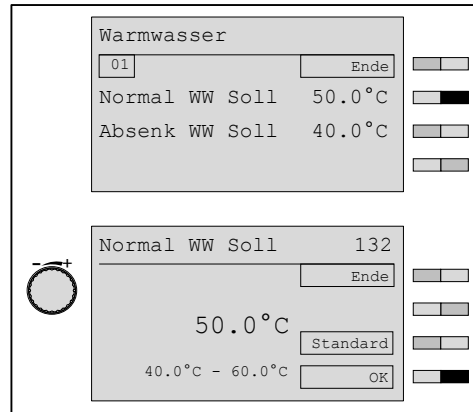 Warmwasser
01 Ende
Normal WW Soll 50.0°C
Absenk WW Soll 40.0°C
- +
Normal WW Soll 132
Ende
50.0°C
Standard
40.0°C - 60.0°C OK